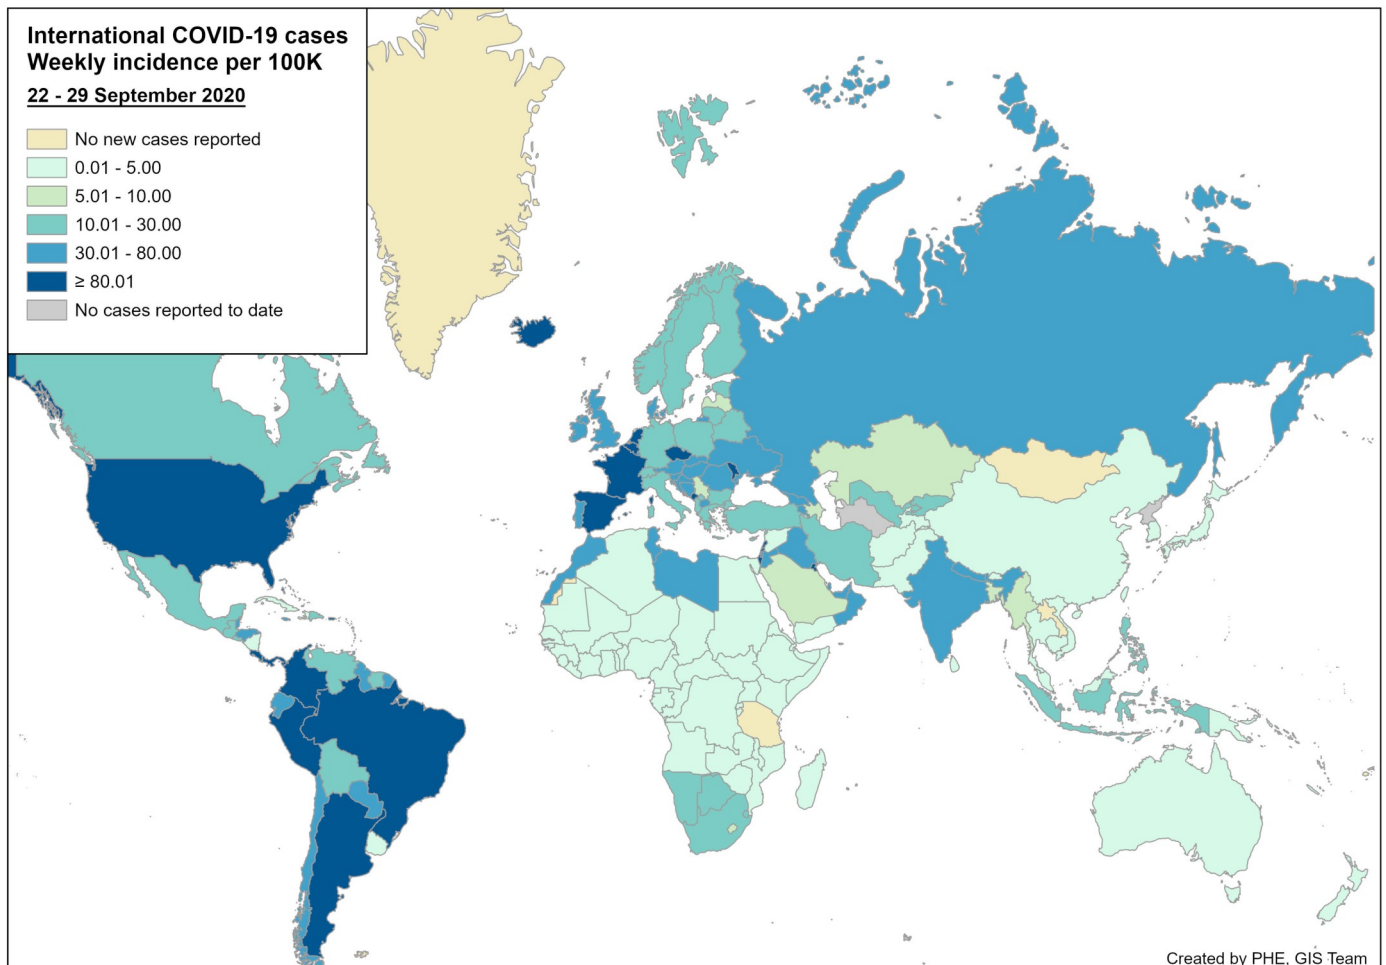 International COVID-19 cases
Weekly incidence per 100K
22 - 29 September 2020
No new cases reported
0.01 - 5.00
5.01 - 10.00
10.01 - 30.00
30.01 - 80.00
≥ 80.01
No cases reported to date
Created by PHE, GIS Team